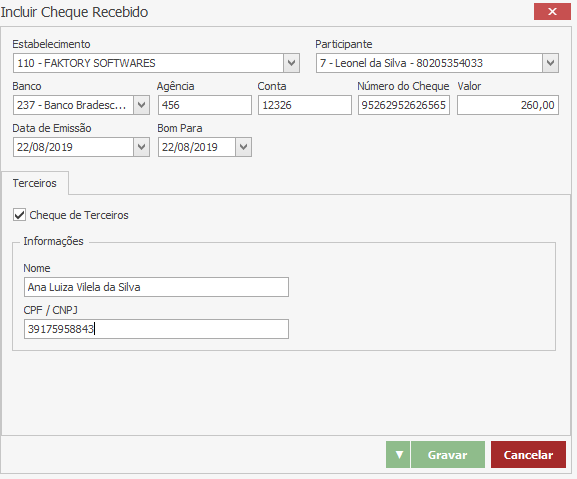 Incluir Cheque Recebido
Estabelecimento Participante
110 - FAKTORY SOFTWARES 7 - Leonel da Silva - 80205354033
Banco Agência Conta Número do Cheque Valor
237 - Banco Bradesc... 456 12326 95262952626565 260,00
Data de Emissão Bom Para
22/08/2019 22/08/2019
Terceiros
Cheque de Terceiros
Informações
Nome
Ana Luiza Vilela da Silva
CPF / CNPJ
39175958843
Gravar Cancelar